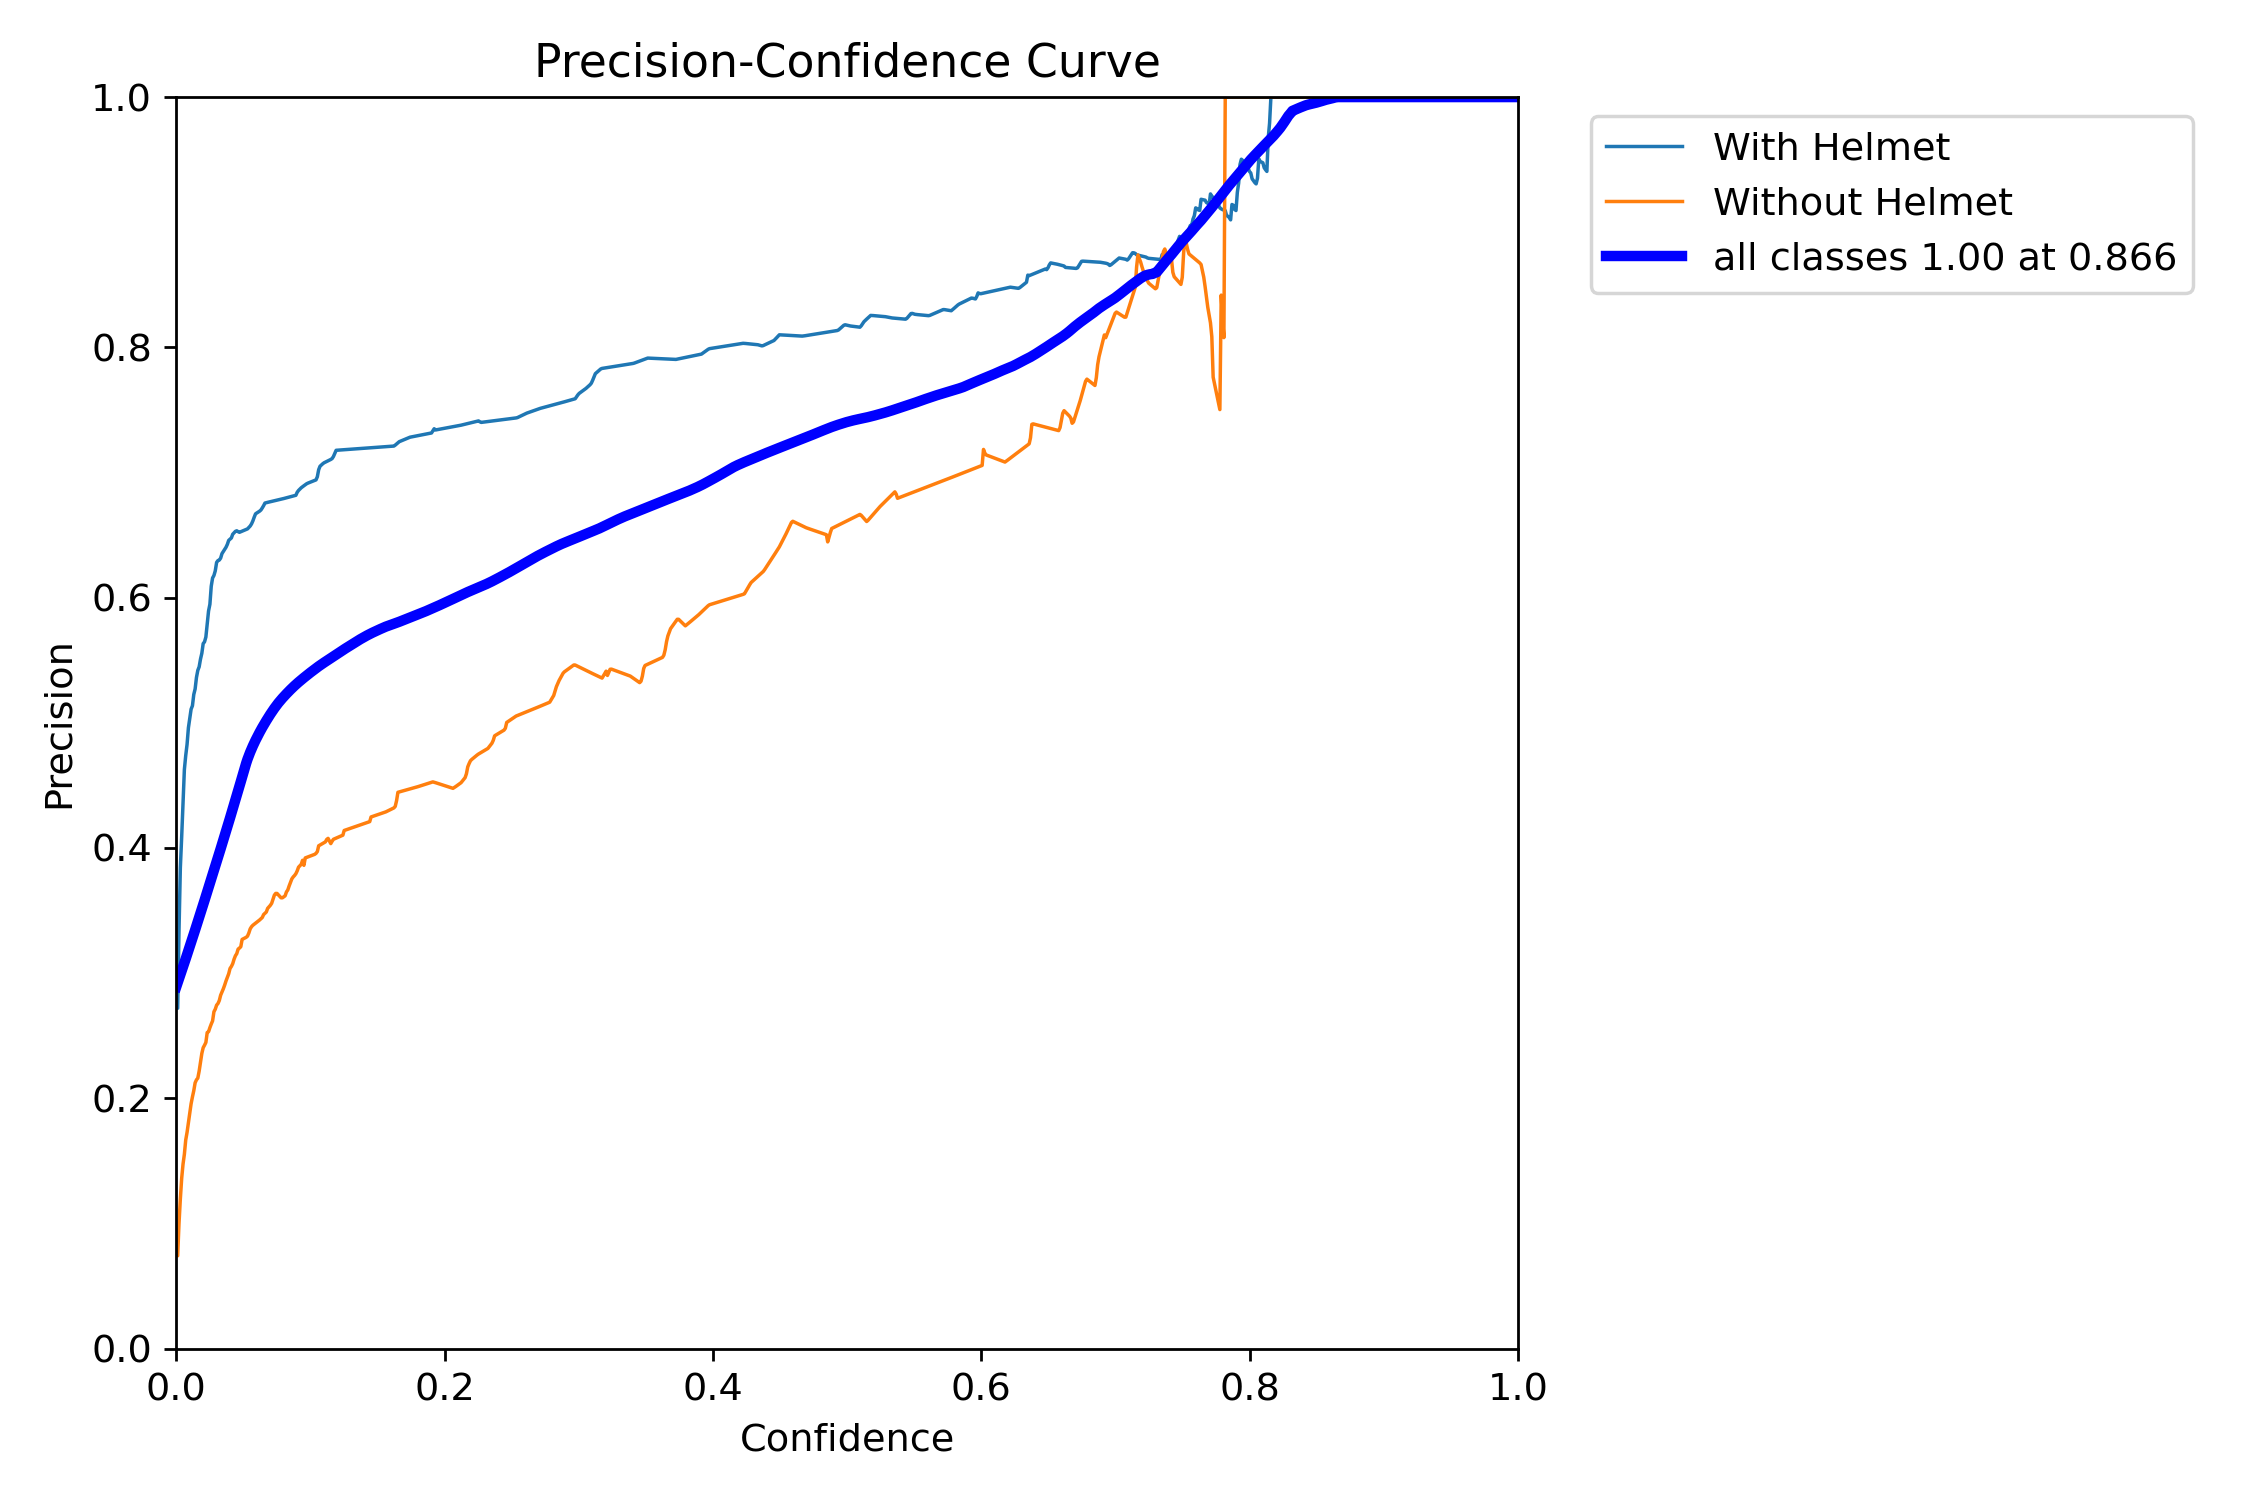 Precision-Confidence Curve
1.0
0.8
0.6
0.4
0.2
0.0
Precision
0.0 0.2 0.4 0.6 0.8 1.0
Confidence
With Helmet
Without Helmet
all classes 1.00 at 0.866